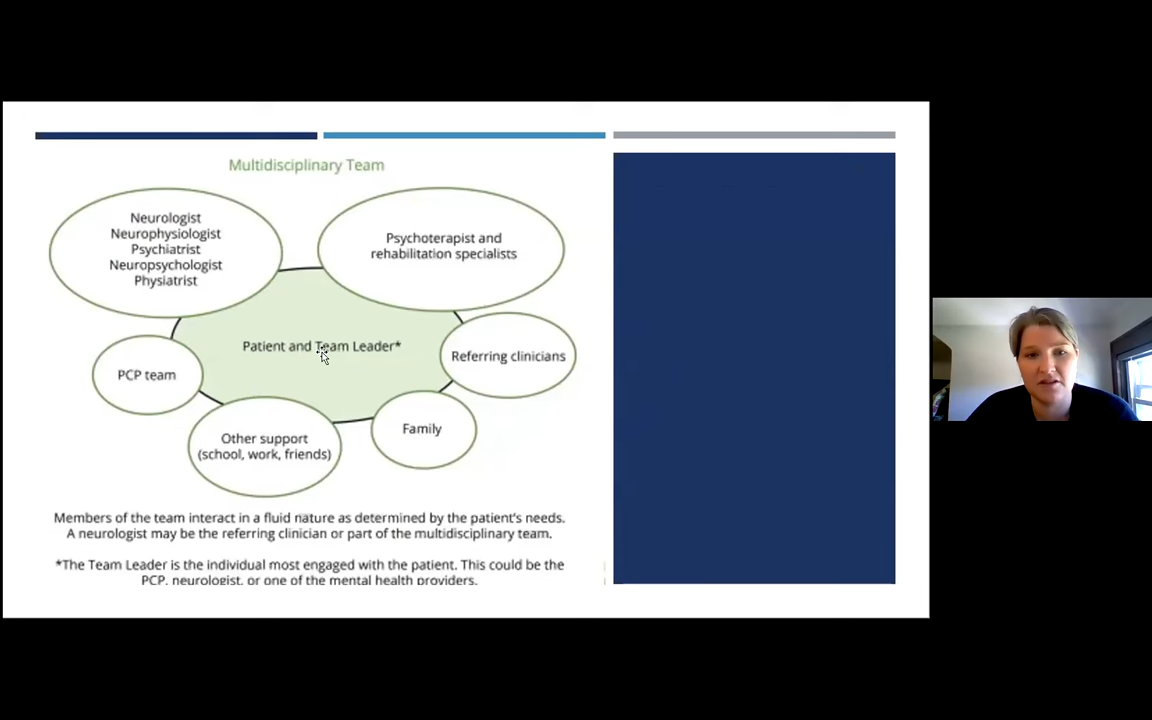 Multidisciplinary Team
Neurologist
Neurophysiologist
Psychiatrist
Neuropsychologist
Physiatrist
Psychoterapist and
rehabilitation specialists
Patient and Team Leader*
Referring clinicians
PCP team
Family
Other support
(school, work, friends)
Members of the team interact in a fluid nature as determined by the patient's needs.
A neurologist may be the referring clinician or part of the multidisciplinary team.
*The Team Leader is the individual most engaged with the patient. This could be the
PCP, neurologist, or one of the mental health providers.